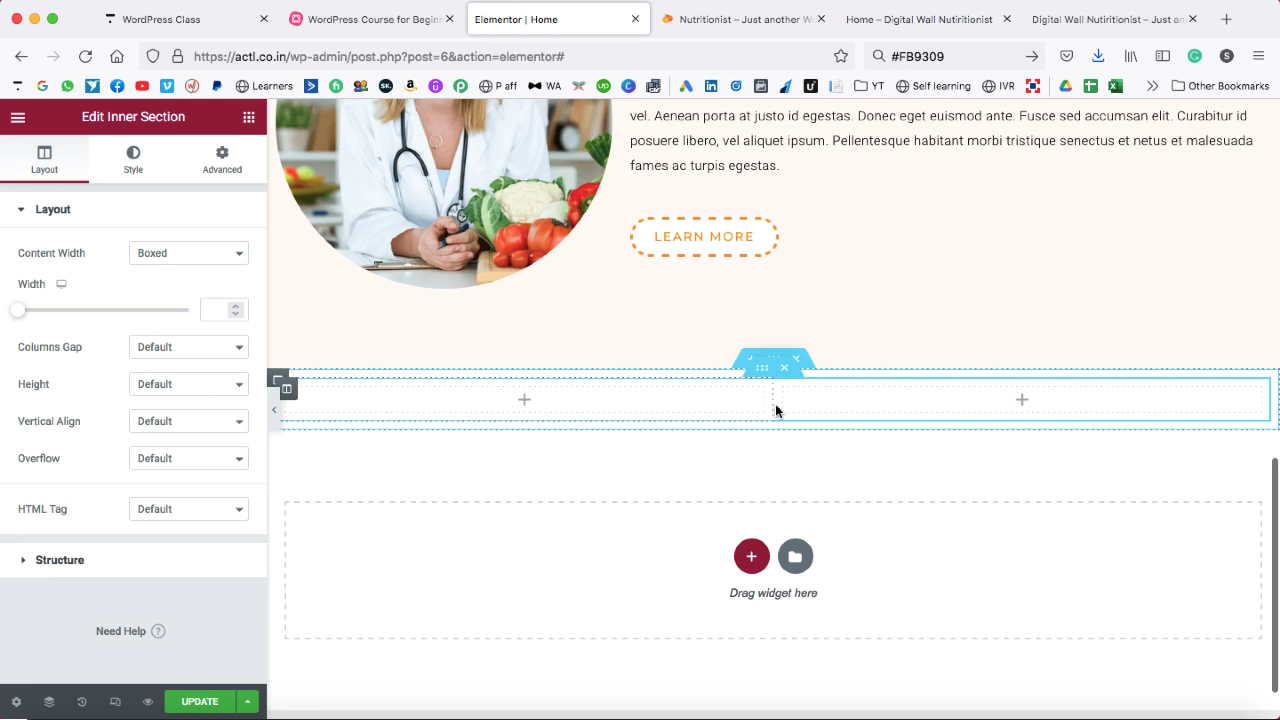 WordPress Class
WordPress Course for Beginn
Elementor | Home
Nutritionist – Just another W
Home – Digital Wall Nutiritionist
Digital Wall Nutiritionist – Just an
https://actl.co.in/wp-admin/post.php?post=6&action=elementor#
#FB9309
Learners
P aff
WA
YT
Self learning
IVR
Other Bookmarks
Edit Inner Section
Layout
Style
Advanced
Layout
Content Width
Boxed
Width
Columns Gap
Default
Height
Default
Vertical Align
Default
Overflow
Default
HTML Tag
Default
Structure
Need Help ?
UPDATE
vel. Aenean porta at justo id egestas. Donec eget euismod ante. Fusce sed accumsan elit. Curabitur id
posuere libero, vel aliquet ipsum. Pellentesque habitant morbi tristique senectus et netus et malesuada
fames ac turpis egestas.
LEARN MORE
Drag widget here